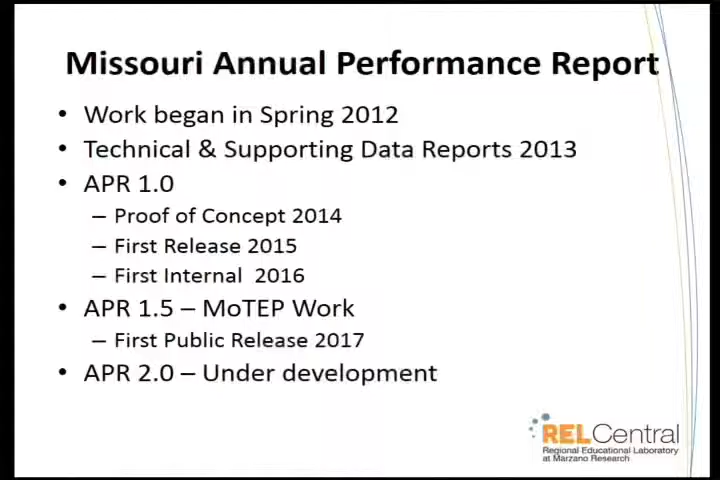 Missouri Annual Performance Report
• Work began in Spring 2012
• Technical & Supporting Data Reports 2013
• APR 1.0
– Proof of Concept 2014
– First Release 2015
– First Internal 2016
• APR 1.5 – MoTEP Work
– First Public Release 2017
• APR 2.0 – Under development
RELCentral
Regional Educational Laboratory
at Marzano Research